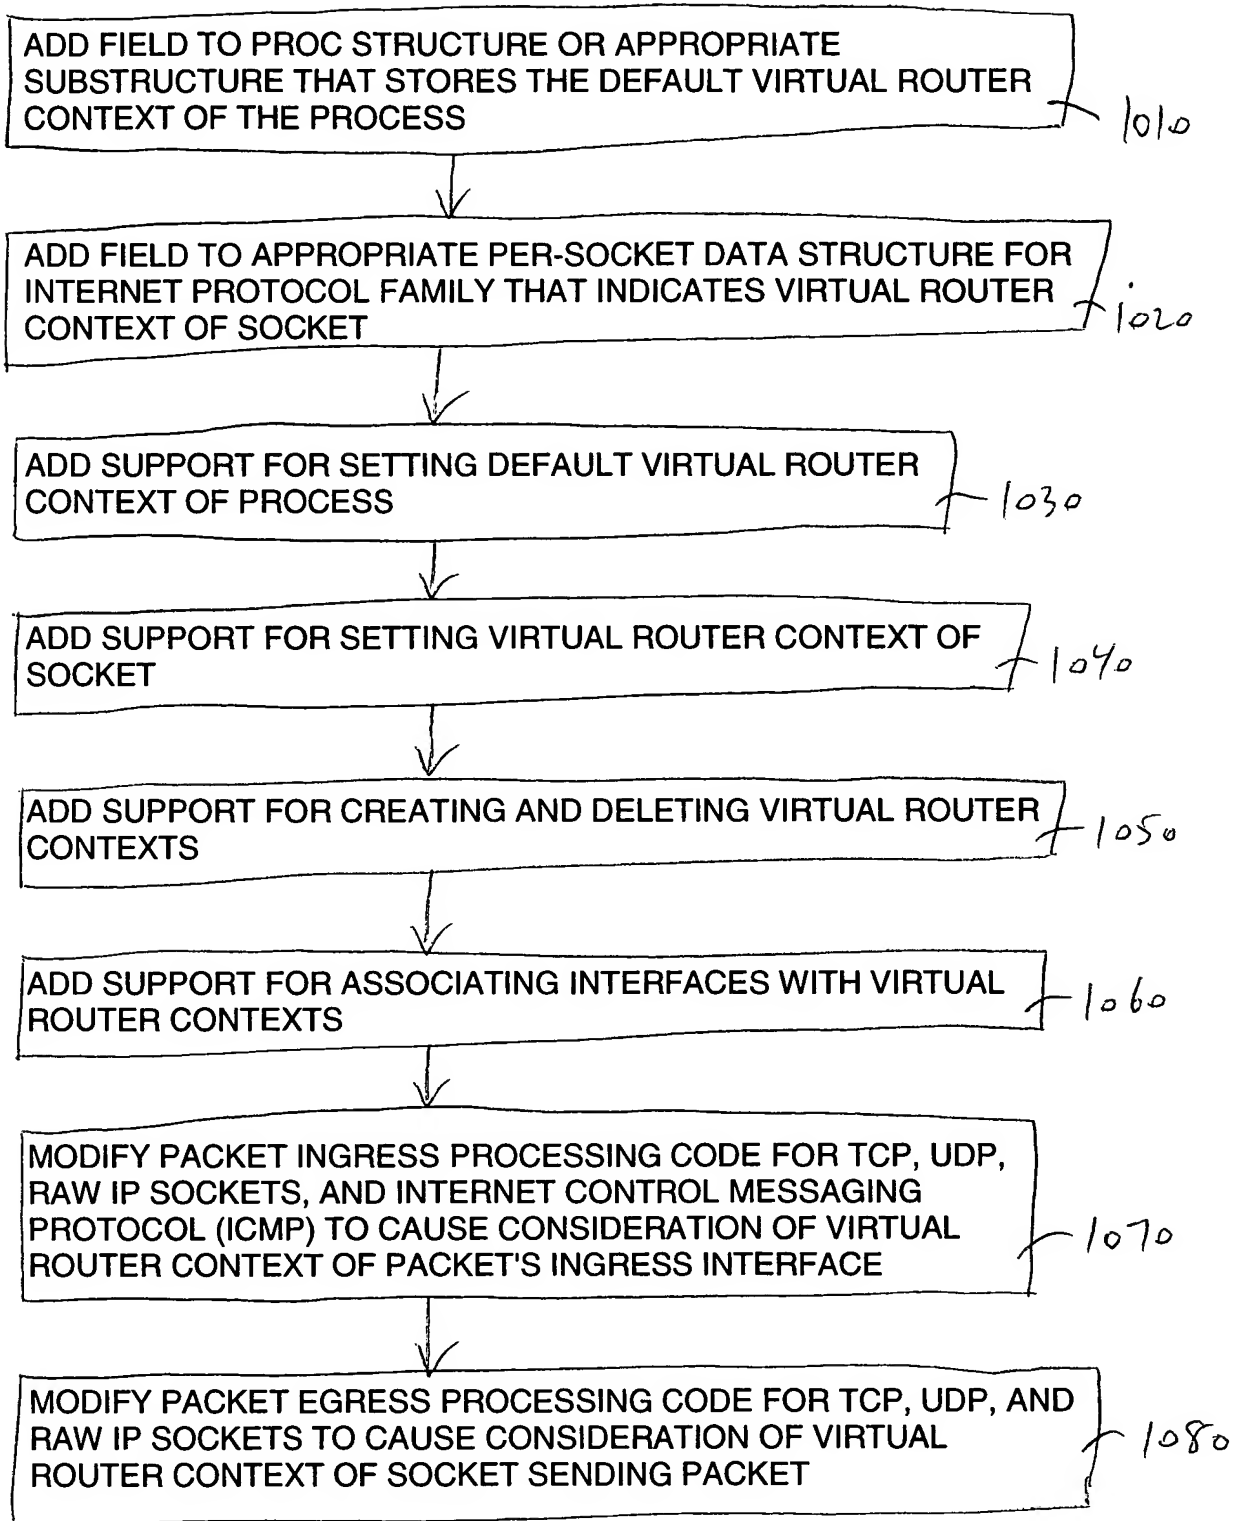 ADD FIELD TO PROC STRUCTURE OR APPROPRIATE
SUBSTRUCTURE THAT STORES THE DEFAULT VIRTUAL ROUTER
CONTEXT OF THE PROCESS
1010
ADD FIELD TO APPROPRIATE PER-SOCKET DATA STRUCTURE FOR
INTERNET PROTOCOL FAMILY THAT INDICATES VIRTUAL ROUTER
CONTEXT OF SOCKET
1020
ADD SUPPORT FOR SETTING DEFAULT VIRTUAL ROUTER
CONTEXT OF PROCESS
1030
ADD SUPPORT FOR SETTING VIRTUAL ROUTER CONTEXT OF
SOCKET
1040
ADD SUPPORT FOR CREATING AND DELETING VIRTUAL ROUTER
CONTEXTS
1050
ADD SUPPORT FOR ASSOCIATING INTERFACES WITH VIRTUAL
ROUTER CONTEXTS
1060
MODIFY PACKET INGRESS PROCESSING CODE FOR TCP, UDP,
RAW IP SOCKETS, AND INTERNET CONTROL MESSAGING
PROTOCOL (ICMP) TO CAUSE CONSIDERATION OF VIRTUAL
ROUTER CONTEXT OF PACKET'S INGRESS INTERFACE
1070
MODIFY PACKET EGRESS PROCESSING CODE FOR TCP, UDP, AND
RAW IP SOCKETS TO CAUSE CONSIDERATION OF VIRTUAL
ROUTER CONTEXT OF SOCKET SENDING PACKET
1080